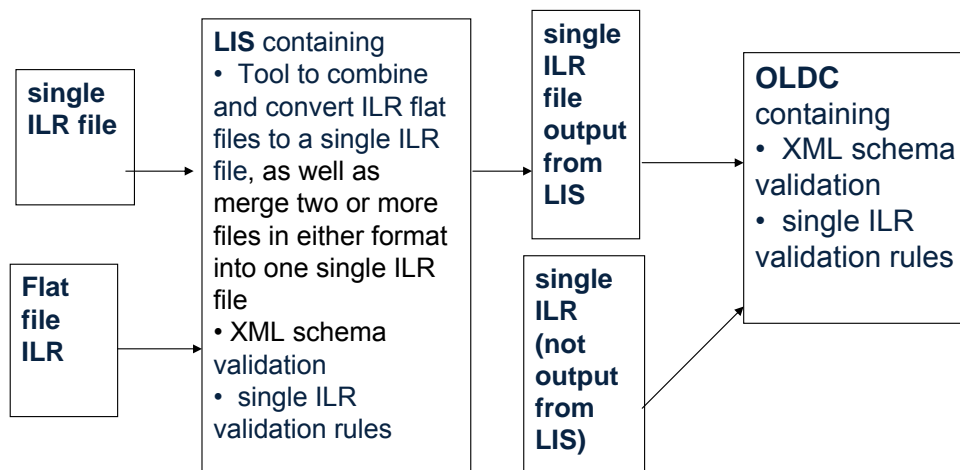 single
ILR file
Flat
file
ILR
LIS containing
• Tool to combine
and convert ILR flat
files to a single ILR
file, as well as
merge two or more
files in either format
into one single ILR
file
• XML schema
validation
• single ILR
validation rules
single
ILR
file
output
from
LIS
single
ILR
(not
output
from
LIS)
OLDC
containing
• XML schema
validation
• single ILR
validation rules